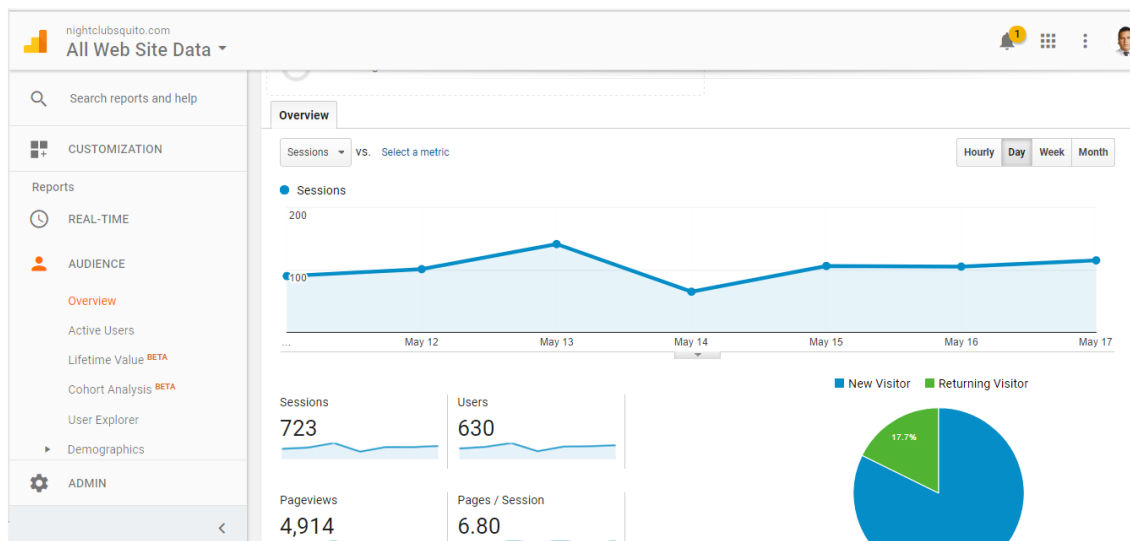 nightclubsquito.com
All Web Site Data
1
Search reports and help
CUSTOMIZATION
Reports
REAL-TIME
AUDIENCE
Overview
Active Users
Lifetime Value BETA
Cohort Analysis BETA
User Explorer
Demographics
ADMIN
Overview
Sessions VS. Select a metric
Hourly Day Week Month
Sessions
200
100
... May 12 May 13 May 14 May 15 May 16 May 17
New Visitor Returning Visitor
Sessions Users
723 630
17.7%
Pageviews Pages / Session
4,914 6.80